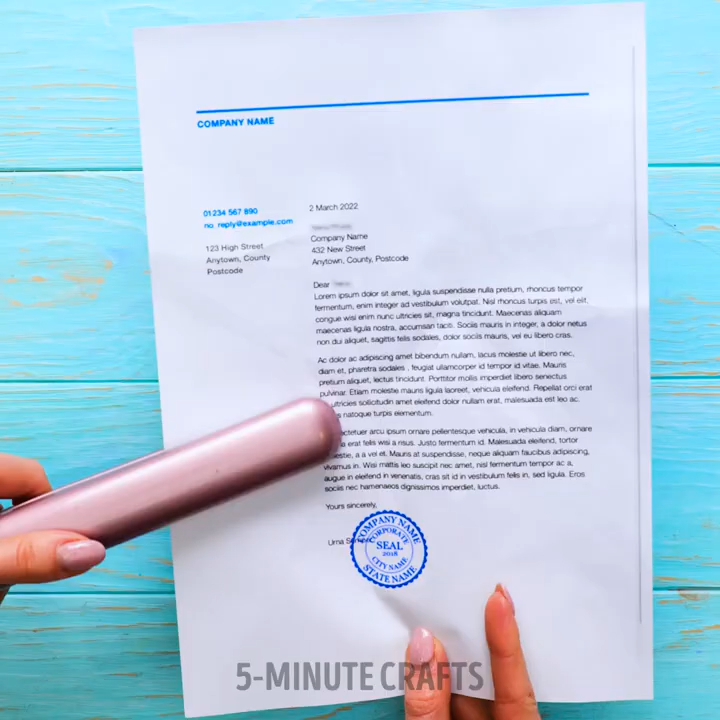 COMPANY NAME
01234 567 890
no_reply@example.com
123 High Street
Anytown, County
Postcode
2 March 2022
Company Name
432 New Street
Anytown, County, Postcode
Dear
Lorem ipsum dolor sit amet, ligula suspendisse nulla pretium, rhoncus tempor
fermentum, enim integer ad vestibulum volutpat. Nisl rhoncus turpis est, vel elit,
congue wisi enim nunc ultricies sit, magna tincidunt. Maecenas aliquam
maecenas ligula nostra, accumsan taciti. Sociis mauris in integer, a dolor netus
non dui aliquet, sagittis felis sodales, dolor sociis mauris, vel eu libero cras.
Ac dolor ac adipiscing amet bibendum nullam, lacus molestie ut libero nec,
diam et, pharetra sodales , feugiat ullamcorper id tempor id vitae. Mauris
pretium aliquet, lectus tincidunt. Porttitor mollis imperdiet libero senectus
pulvinar. Etiam molestie mauris ligula laoreet, vehicula eleifend. Repellat orci erat
ultricies sollicitudin amet eleifend dolor nullam erat, malesuada est leo ac.
natoque turpis elementum.
ctetuer arcu ipsum ornare pellentesque vehicula, in vehicula diam, ornare
erat felis wisi a risus. Justo fermentum id. Malesuada eleifend, tortor
estie, a a vel et. Mauris at suspendisse, neque aliquam faucibus adipiscing,
vivamus in. Wisi mattis leo suscipit nec amet, nisl fermentum tempor ac a,
augue in eleifend in venenatis, cras sit id in vestibulum felis in, sed ligula. Eros
sociis nec hamenaeos dignissimos imperdiet, luctus.
Yours sincerely,
Urna
COMPANY NAME
CORPORATE
SEAL
2018
CITY NAME
STATE NAME
5-MINUTE CRAFTS